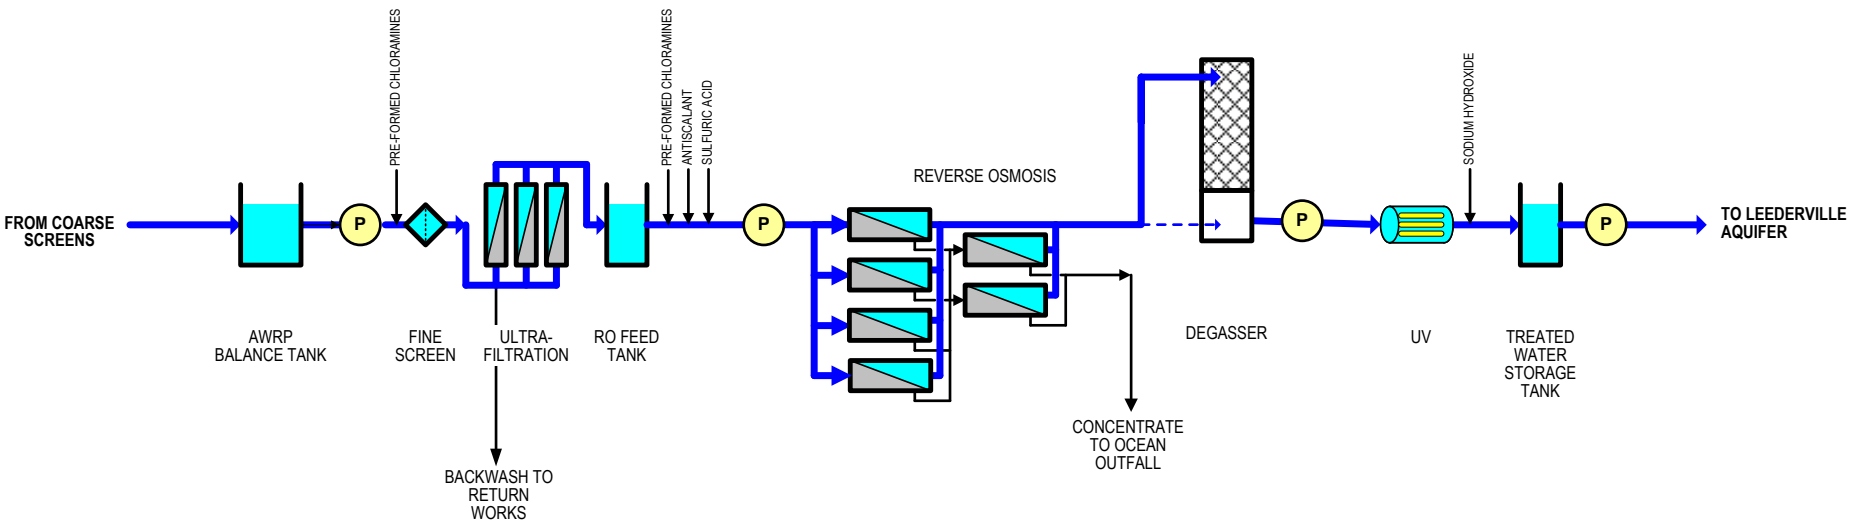 FROM COARSE
SCREENS
AWRP
BALANCE TANK
P
PRE-FORMED CHLORAMINES
FINE
SCREEN
ULTRA-
FILTRATION
BACKWASH TO
RETURN
WORKS
RO FEED
TANK
PRE-FORMED CHLORAMINES
ANTISCALANT
SULFURIC ACID
P
REVERSE OSMOSIS
CONCENTRATE
TO OCEAN
OUTFALL
DEGASSER
P
UV
SODIUM HYDROXIDE
TREATED
WATER
STORAGE
TANK
P
TO LEEDERVILLE
AQUIFER